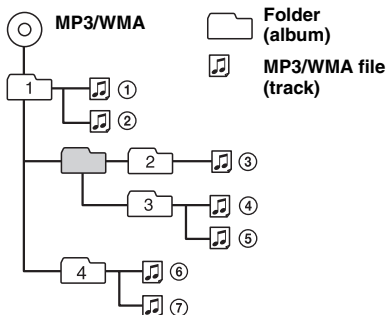 MP3/WMA
Folder
(album)
MP3/WMA file
(track)
1
①
②
2
③
3
④
⑤
4
⑥
⑦